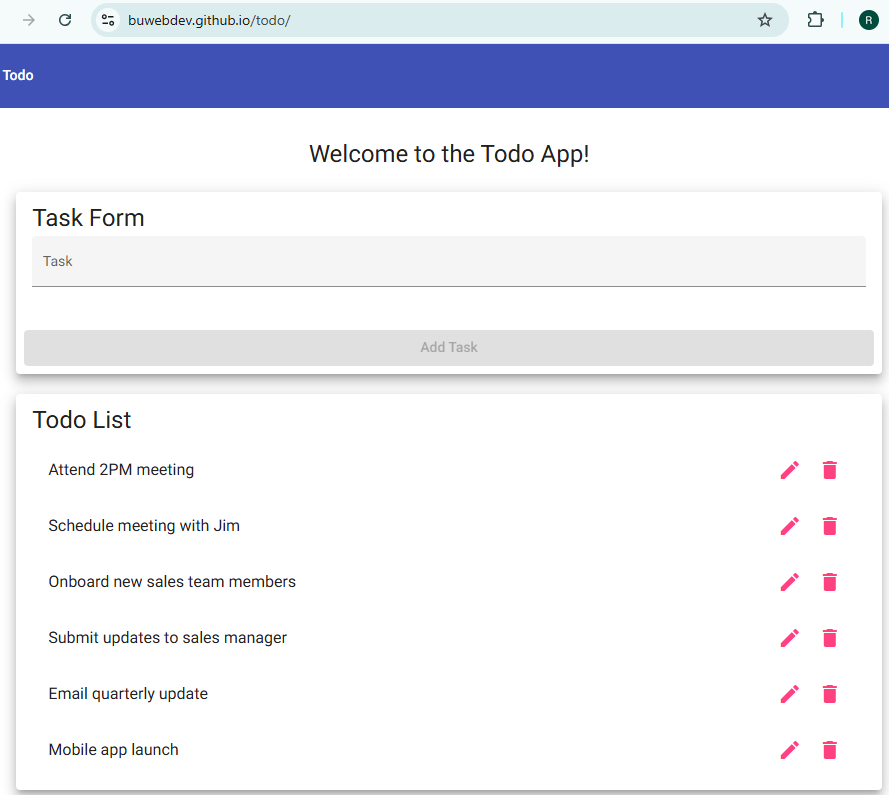 buwebdev.github.io/todo/
R
Todo
Welcome to the Todo App!
Task Form
Task
Add Task
Todo List
Attend 2PM meeting
Schedule meeting with Jim
Onboard new sales team members
Submit updates to sales manager
Email quarterly update
Mobile app launch